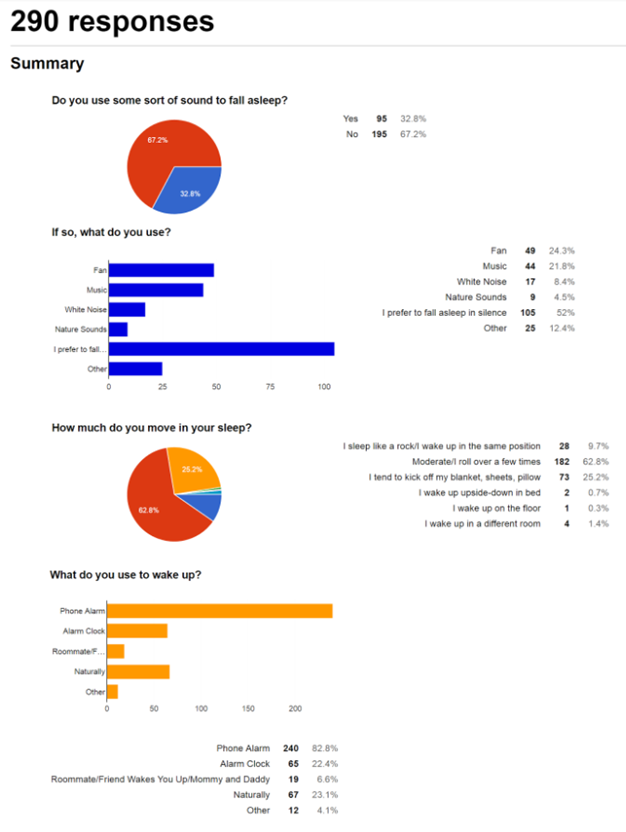 290 responses
Summary
Do you use some sort of sound to fall asleep?
67.2%
32.8%
Yes 95 32.8%
No 195 67.2%
If so, what do you use?
Fan
Music
White Noise
Nature Sounds
I prefer to fall...
Other
0 25 50 75 100
Fan 49 24.3%
Music 44 21.8%
White Noise 17 8.4%
Nature Sounds 9 4.5%
I prefer to fall asleep in silence 105 52%
Other 25 12.4%
How much do you move in your sleep?
25.2%
62.8%
I sleep like a rock/I wake up in the same position 28 9.7%
Moderate/I roll over a few times 182 62.8%
I tend to kick off my blanket, sheets, pillow 73 25.2%
I wake up upside-down in bed 2 0.7%
I wake up on the floor 1 0.3%
I wake up in a different room 4 1.4%
What do you use to wake up?
Phone Alarm
Alarm Clock
Roommate/F...
Naturally
Other
0 50 100 150 200
Phone Alarm 240 82.8%
Alarm Clock 65 22.4%
Roommate/Friend Wakes You Up/Mommy and Daddy 19 6.6%
Naturally 67 23.1%
Other 12 4.1%